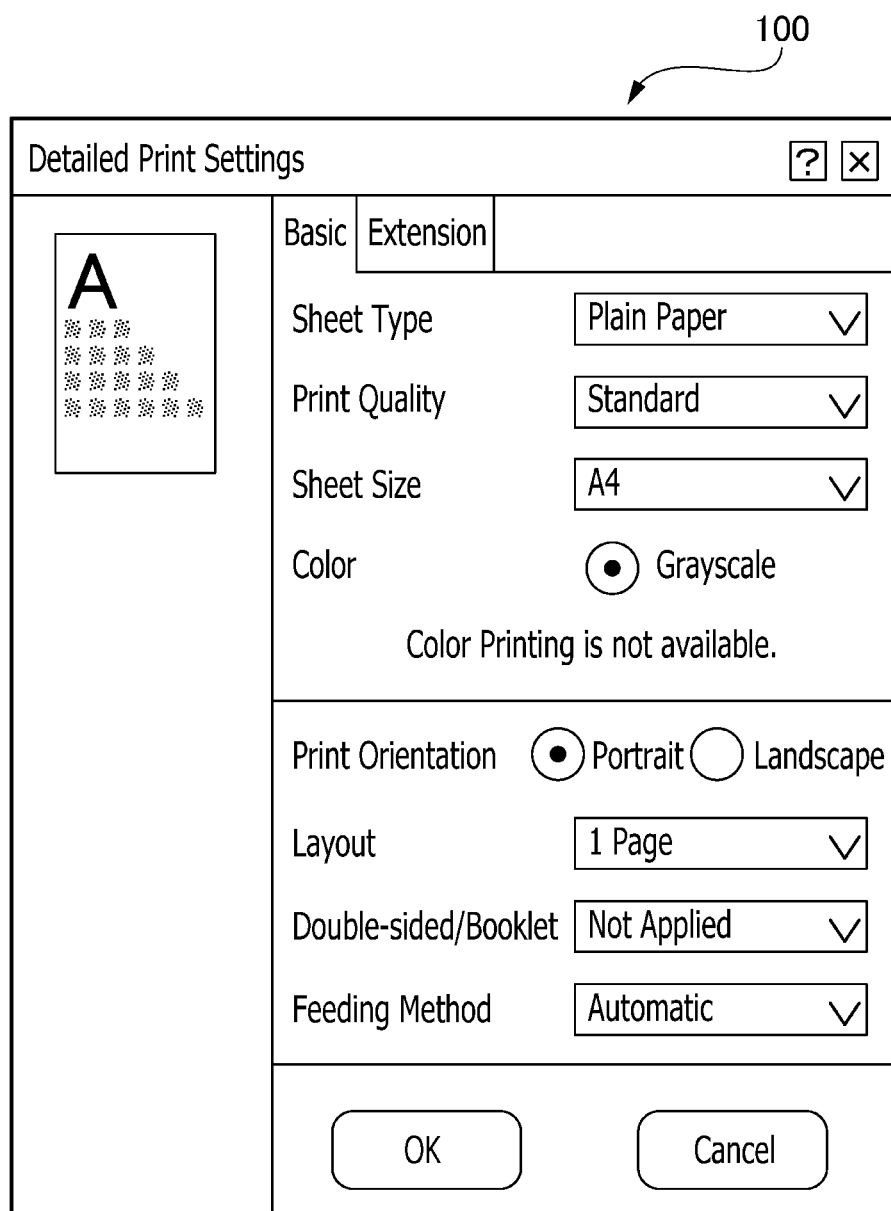 100
Detailed Print Settings ? ×
Basic Extension
A
Sheet Type Plain Paper
Print Quality Standard
Sheet Size A4
Color Grayscale
Color Printing is not available.
Print Orientation Portrait Landscape
Layout 1 Page
Double-sided/Booklet Not Applied
Feeding Method Automatic
OK Cancel